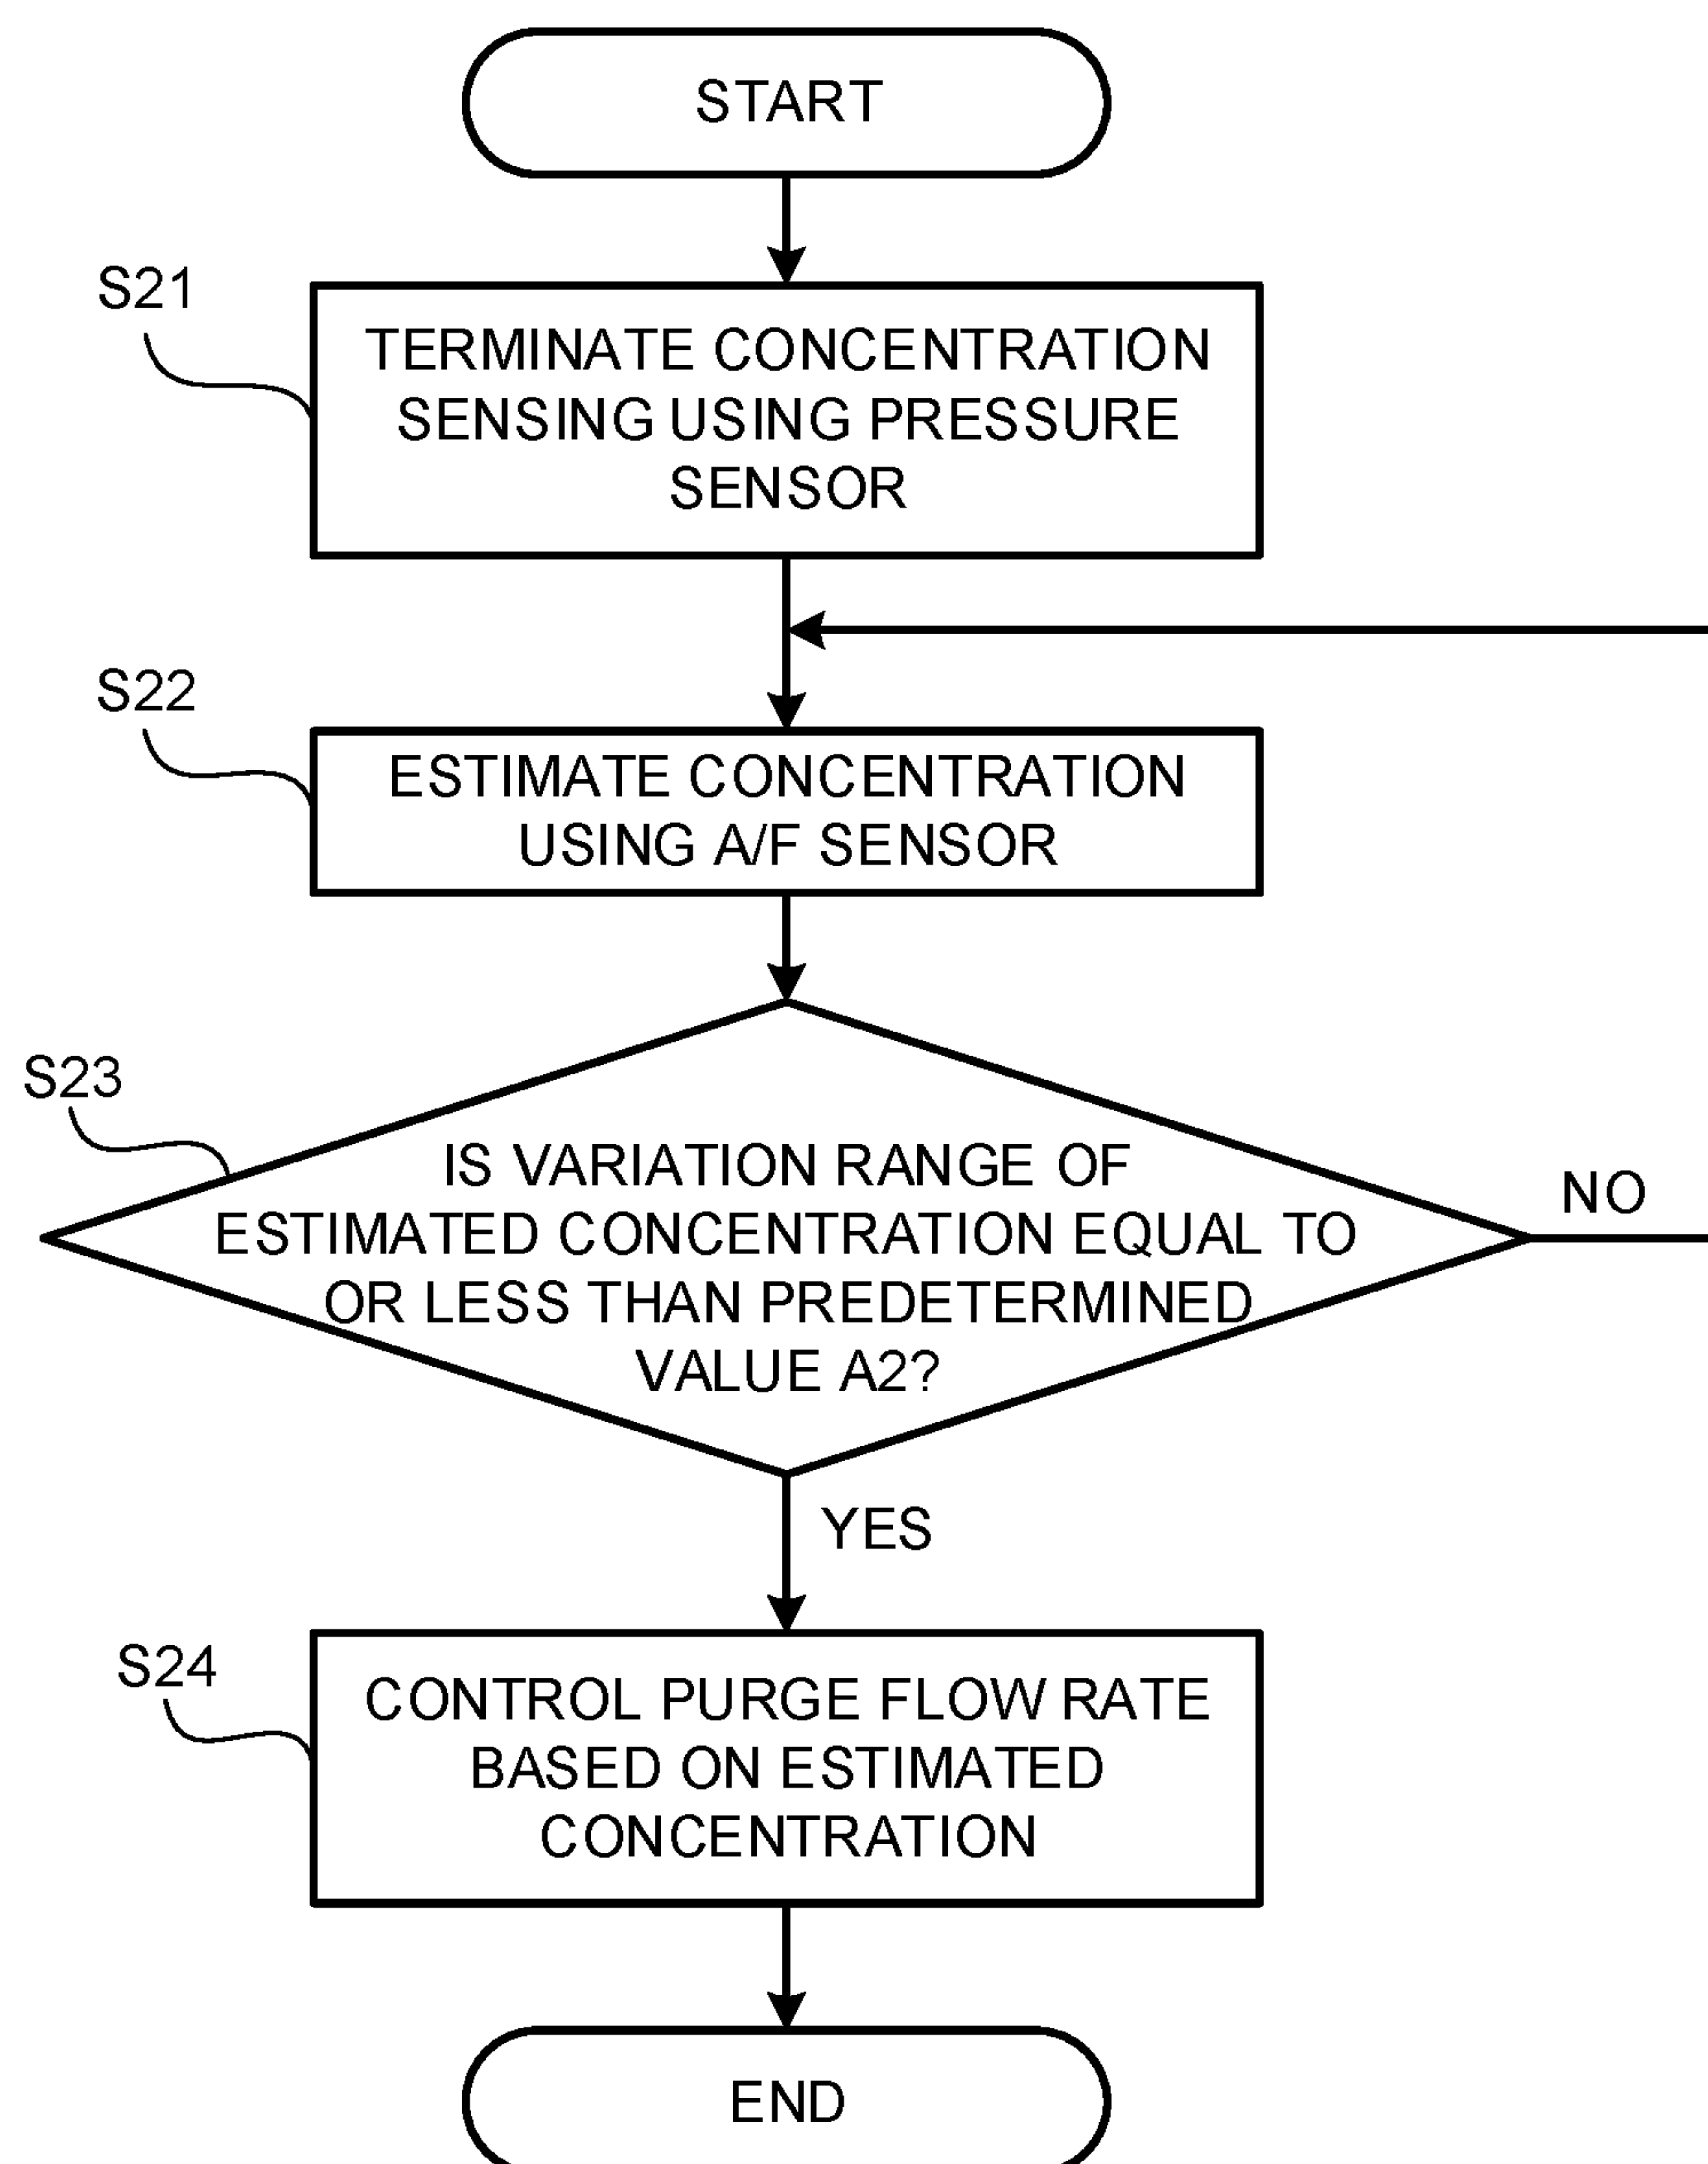 START
S21
TERMINATE CONCENTRATION
SENSING USING PRESSURE
SENSOR
S22
ESTIMATE CONCENTRATION
USING A/F SENSOR
S23
IS VARIATION RANGE OF
ESTIMATED CONCENTRATION EQUAL TO
OR LESS THAN PREDETERMINED
VALUE A2?
NO
YES
S24
CONTROL PURGE FLOW RATE
BASED ON ESTIMATED
CONCENTRATION
END